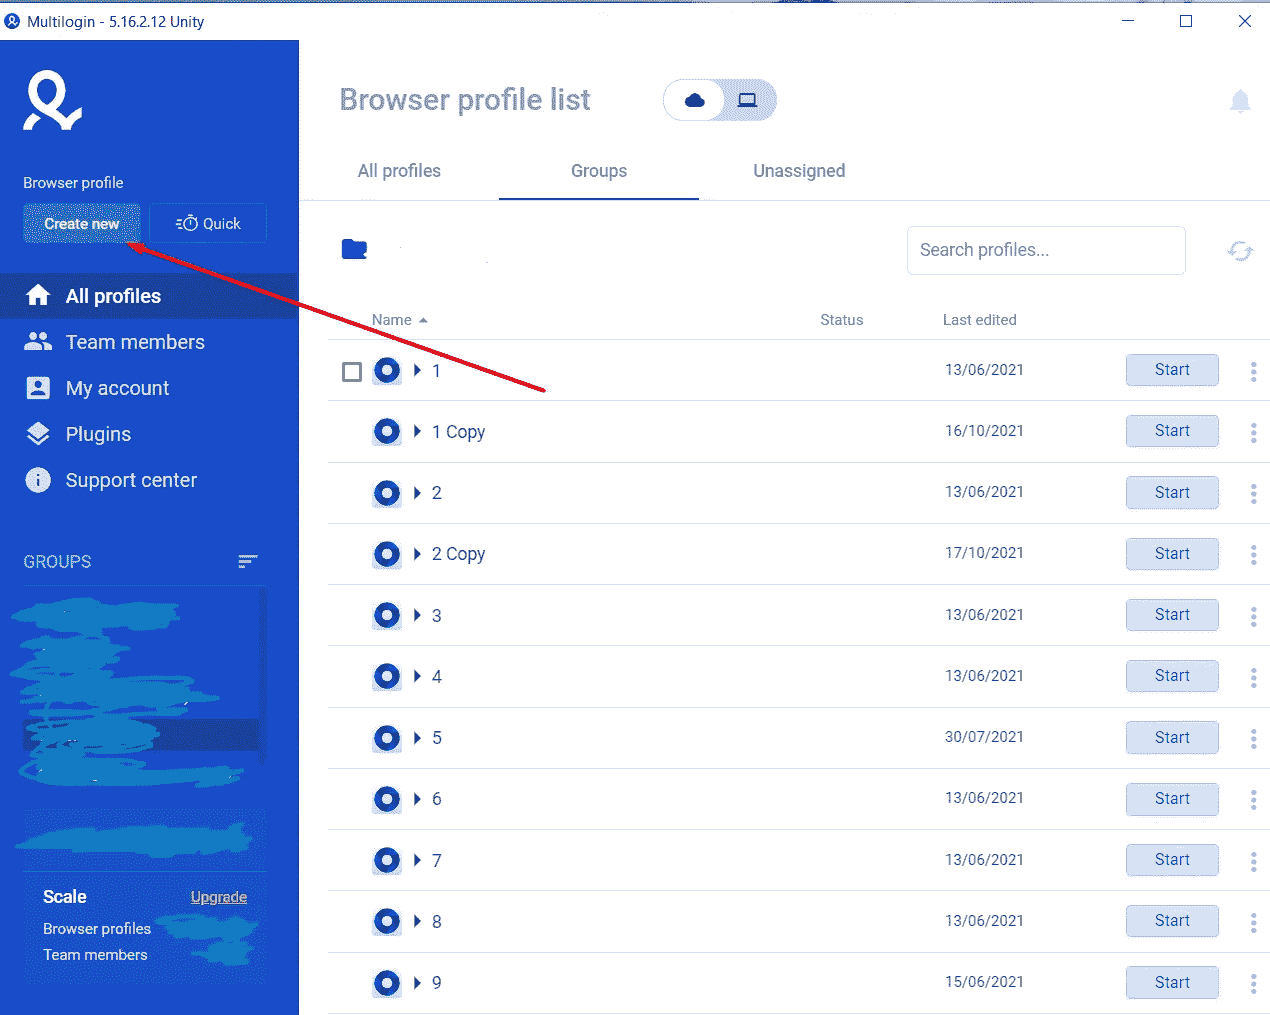 Multilogin - 5.16.2.12 Unity
Browser profile list
Browser profile
Create new
Quick
All profiles
Team members
My account
Plugins
Support center
GROUPS
Scale
Upgrade
Browser profiles
Team members
All profiles
Groups
Unassigned
Search profiles...
Name
Status
Last edited
1
13/06/2021
Start
1 Copy
16/10/2021
Start
2
13/06/2021
Start
2 Copy
17/10/2021
Start
3
13/06/2021
Start
4
13/06/2021
Start
5
30/07/2021
Start
6
13/06/2021
Start
7
13/06/2021
Start
8
13/06/2021
Start
9
15/06/2021
Start